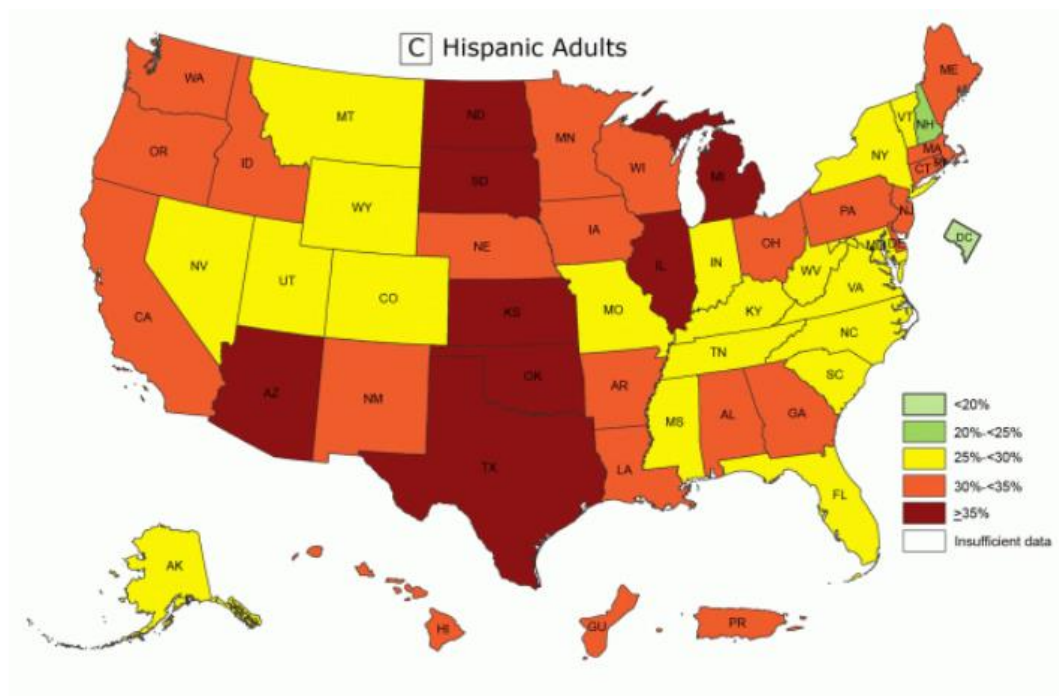 C Hispanic Adults
WA
MT
ND
MN
ME
OR
ID
SD
WI
MI
VT
NH
NY
MA
CT
RI
WY
NE
IA
PA
NJ
NV
UT
CO
IL
IN
OH
MD
DE
DC
CA
KS
MO
WV
VA
KY
NC
TN
AZ
NM
OK
AR
SC
MS
AL
GA
TX
LA
FL
AK
HI
GU
PR
<20%
20%-<25%
25%-<30%
30%-<35%
≥35%
Insufficient data